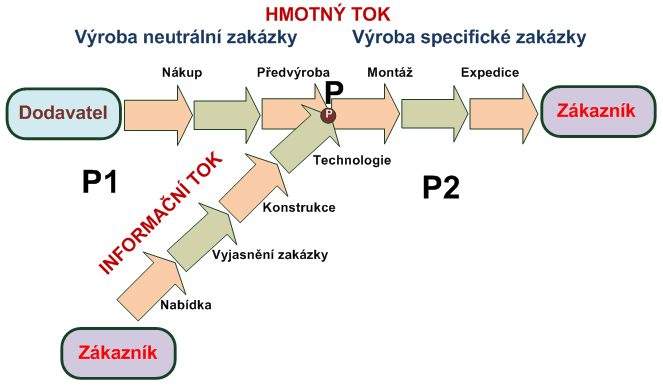 HMOTNÝ TOK
Výroba neutrální zakázky
Výroba specifické zakázky
Nákup
Předvýroba
Montáž
Expedice
P
Dodavatel
P
Zákazník
Technologie
P1
P2
INFORMAČNÍ TOK
Konstrukce
Vyjasnění zakázky
Nabídka
Zákazník